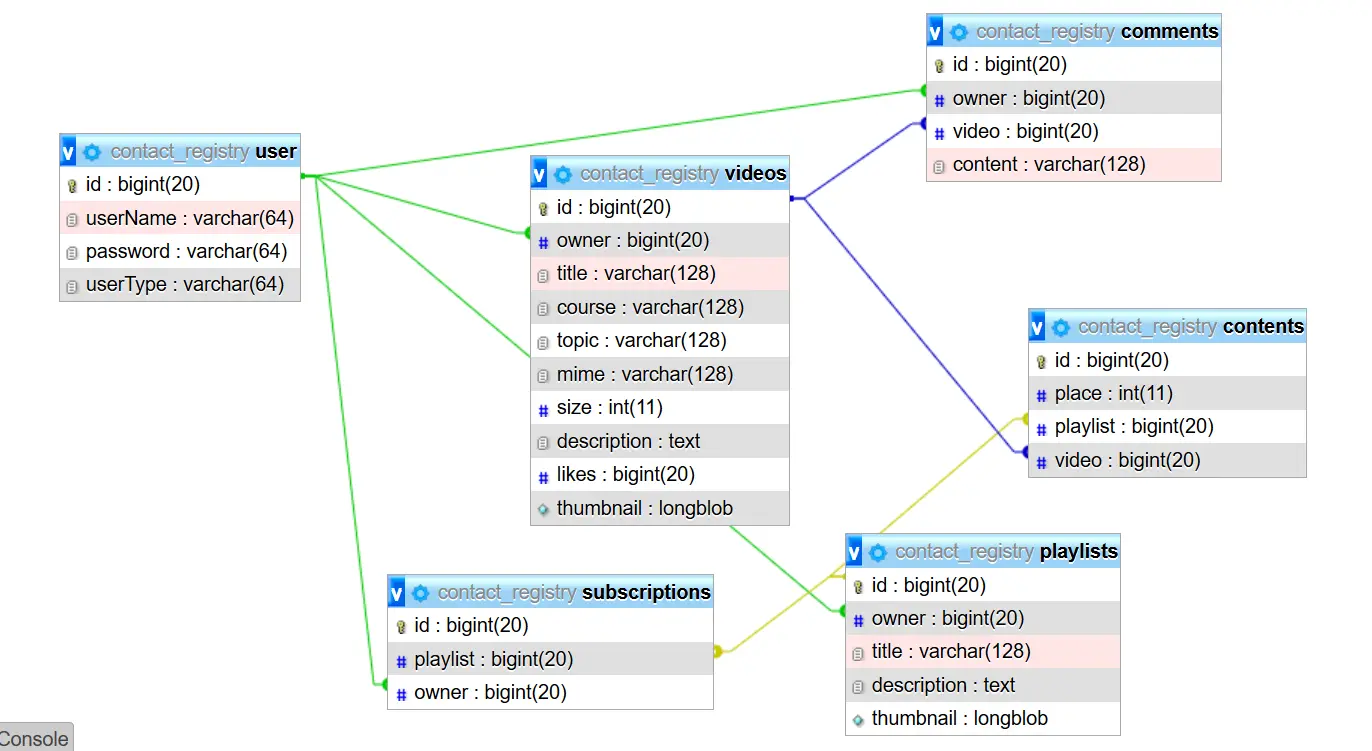 contact_registry comments
id : bigint(20)
owner : bigint(20)
video : bigint(20)
content : varchar(128)
v contact_registry user
id : bigint(20)
userName : varchar(64)
password : varchar(64)
userType : varchar(64)
v contact_registry videos
id : bigint(20)
owner : bigint(20)
title : varchar(128)
course : varchar(128)
topic : varchar(128)
mime : varchar(128)
size : int(11)
description : text
likes : bigint(20)
thumbnail : longblob
v contact_registry contents
id : bigint(20)
place : int(11)
playlist : bigint(20)
video : bigint(20)
v contact_registry subscriptions
id : bigint(20)
playlist : bigint(20)
owner : bigint(20)
v contact_registry playlists
id : bigint(20)
owner : bigint(20)
title : varchar(128)
description : text
thumbnail : longblob
Console